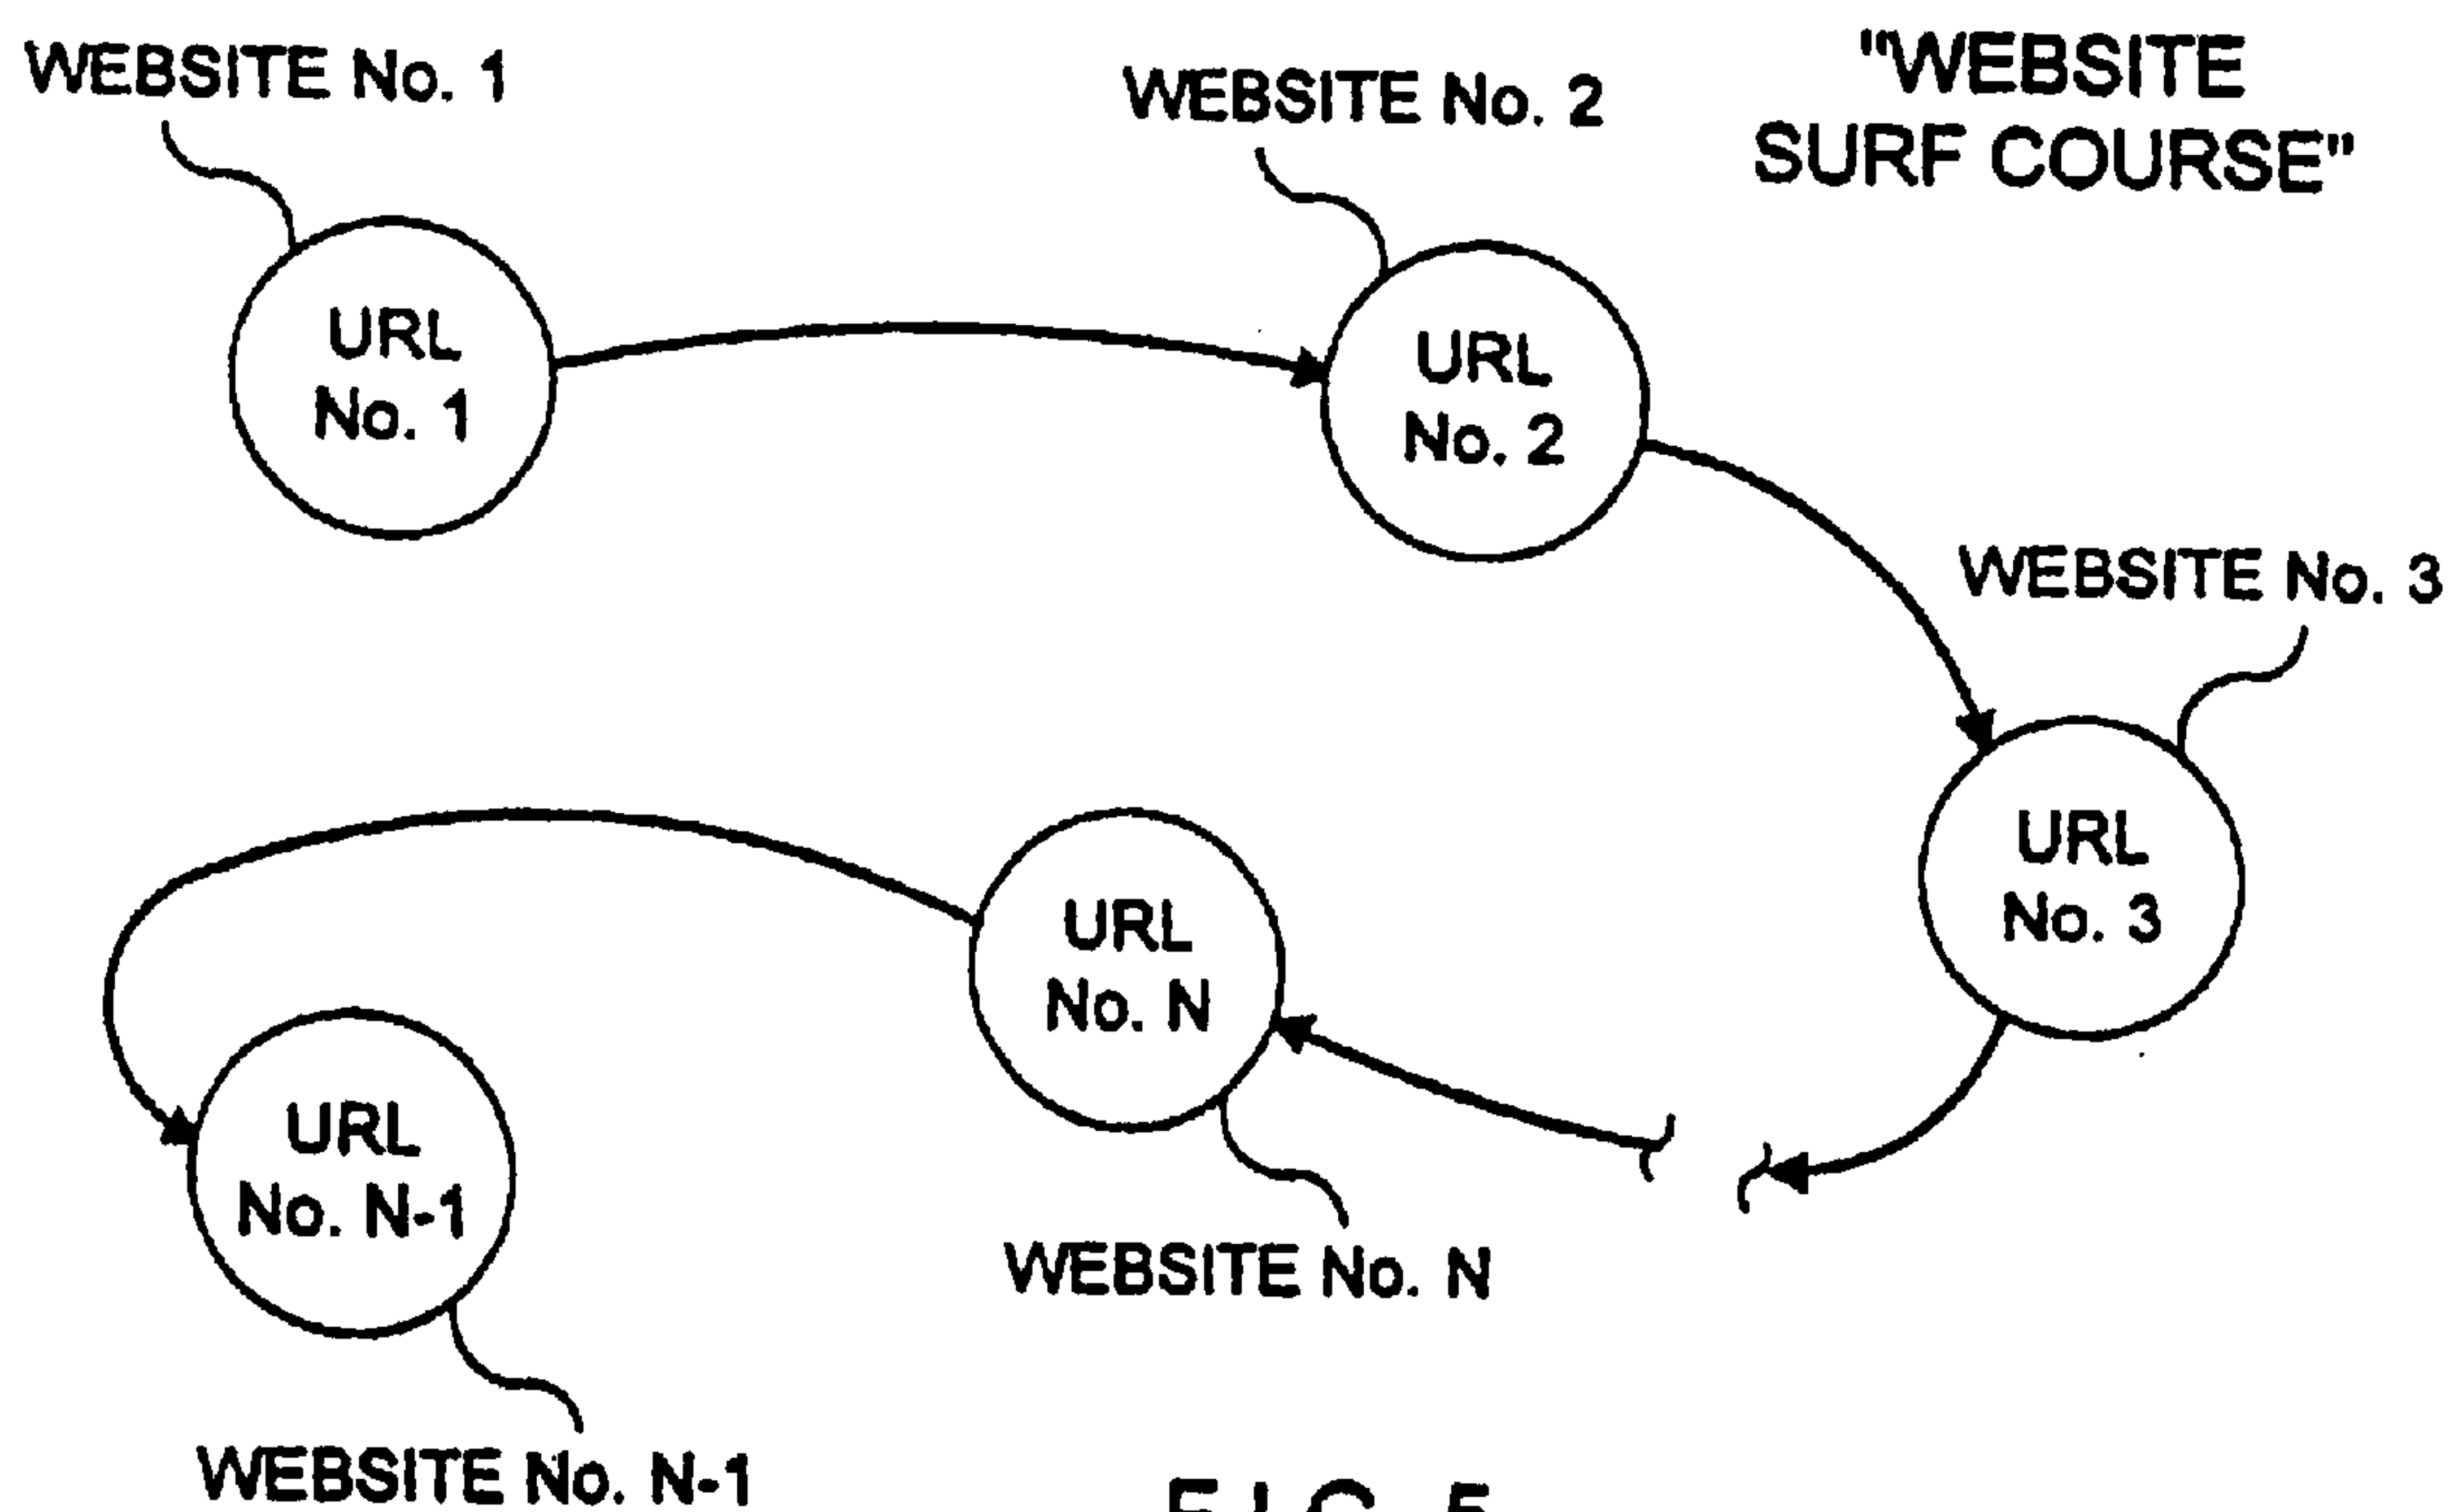 WEBSITE No. 1
WEBSITE No. 2
"WEBSITE
SURF COURSE"
URL
No. 1
URL
No. 2
WEBSITE No. 3
URL
No. 3
URL
No. N
URL
No. N-1
WEBSITE No. N
WEBSITE No. N-1